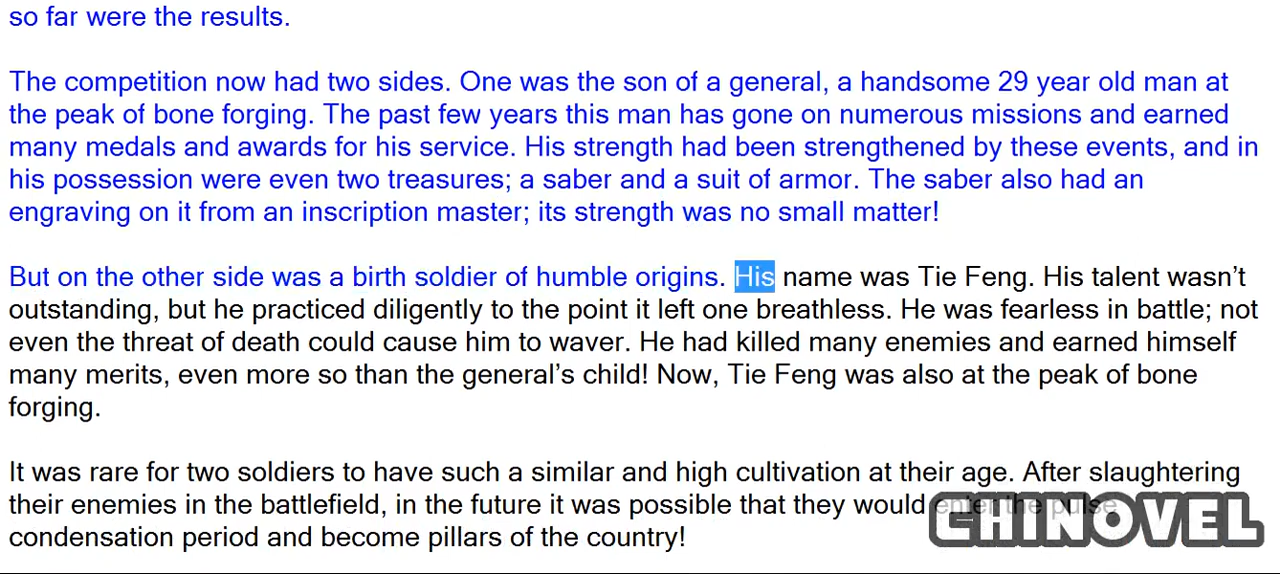 so far were the results.
The competition now had two sides. One was the son of a general, a handsome 29 year old man at
the peak of bone forging. The past few years this man has gone on numerous missions and earned
many medals and awards for his service. His strength had been strengthened by these events, and in
his possession were even two treasures; a saber and a suit of armor. The saber also had an
engraving on it from an inscription master; its strength was no small matter!
But on the other side was a birth soldier of humble origins. His name was Tie Feng. His talent wasn’t
outstanding, but he practiced diligently to the point it left one breathless. He was fearless in battle; not
even the threat of death could cause him to waver. He had killed many enemies and earned himself
many merits, even more so than the general’s child! Now, Tie Feng was also at the peak of bone
forging.
It was rare for two soldiers to have such a similar and high cultivation at their age. After slaughtering
their enemies in the battlefield, in the future it was possible that they would enter the pulse
condensation period and become pillars of the country!
CHINOVEL